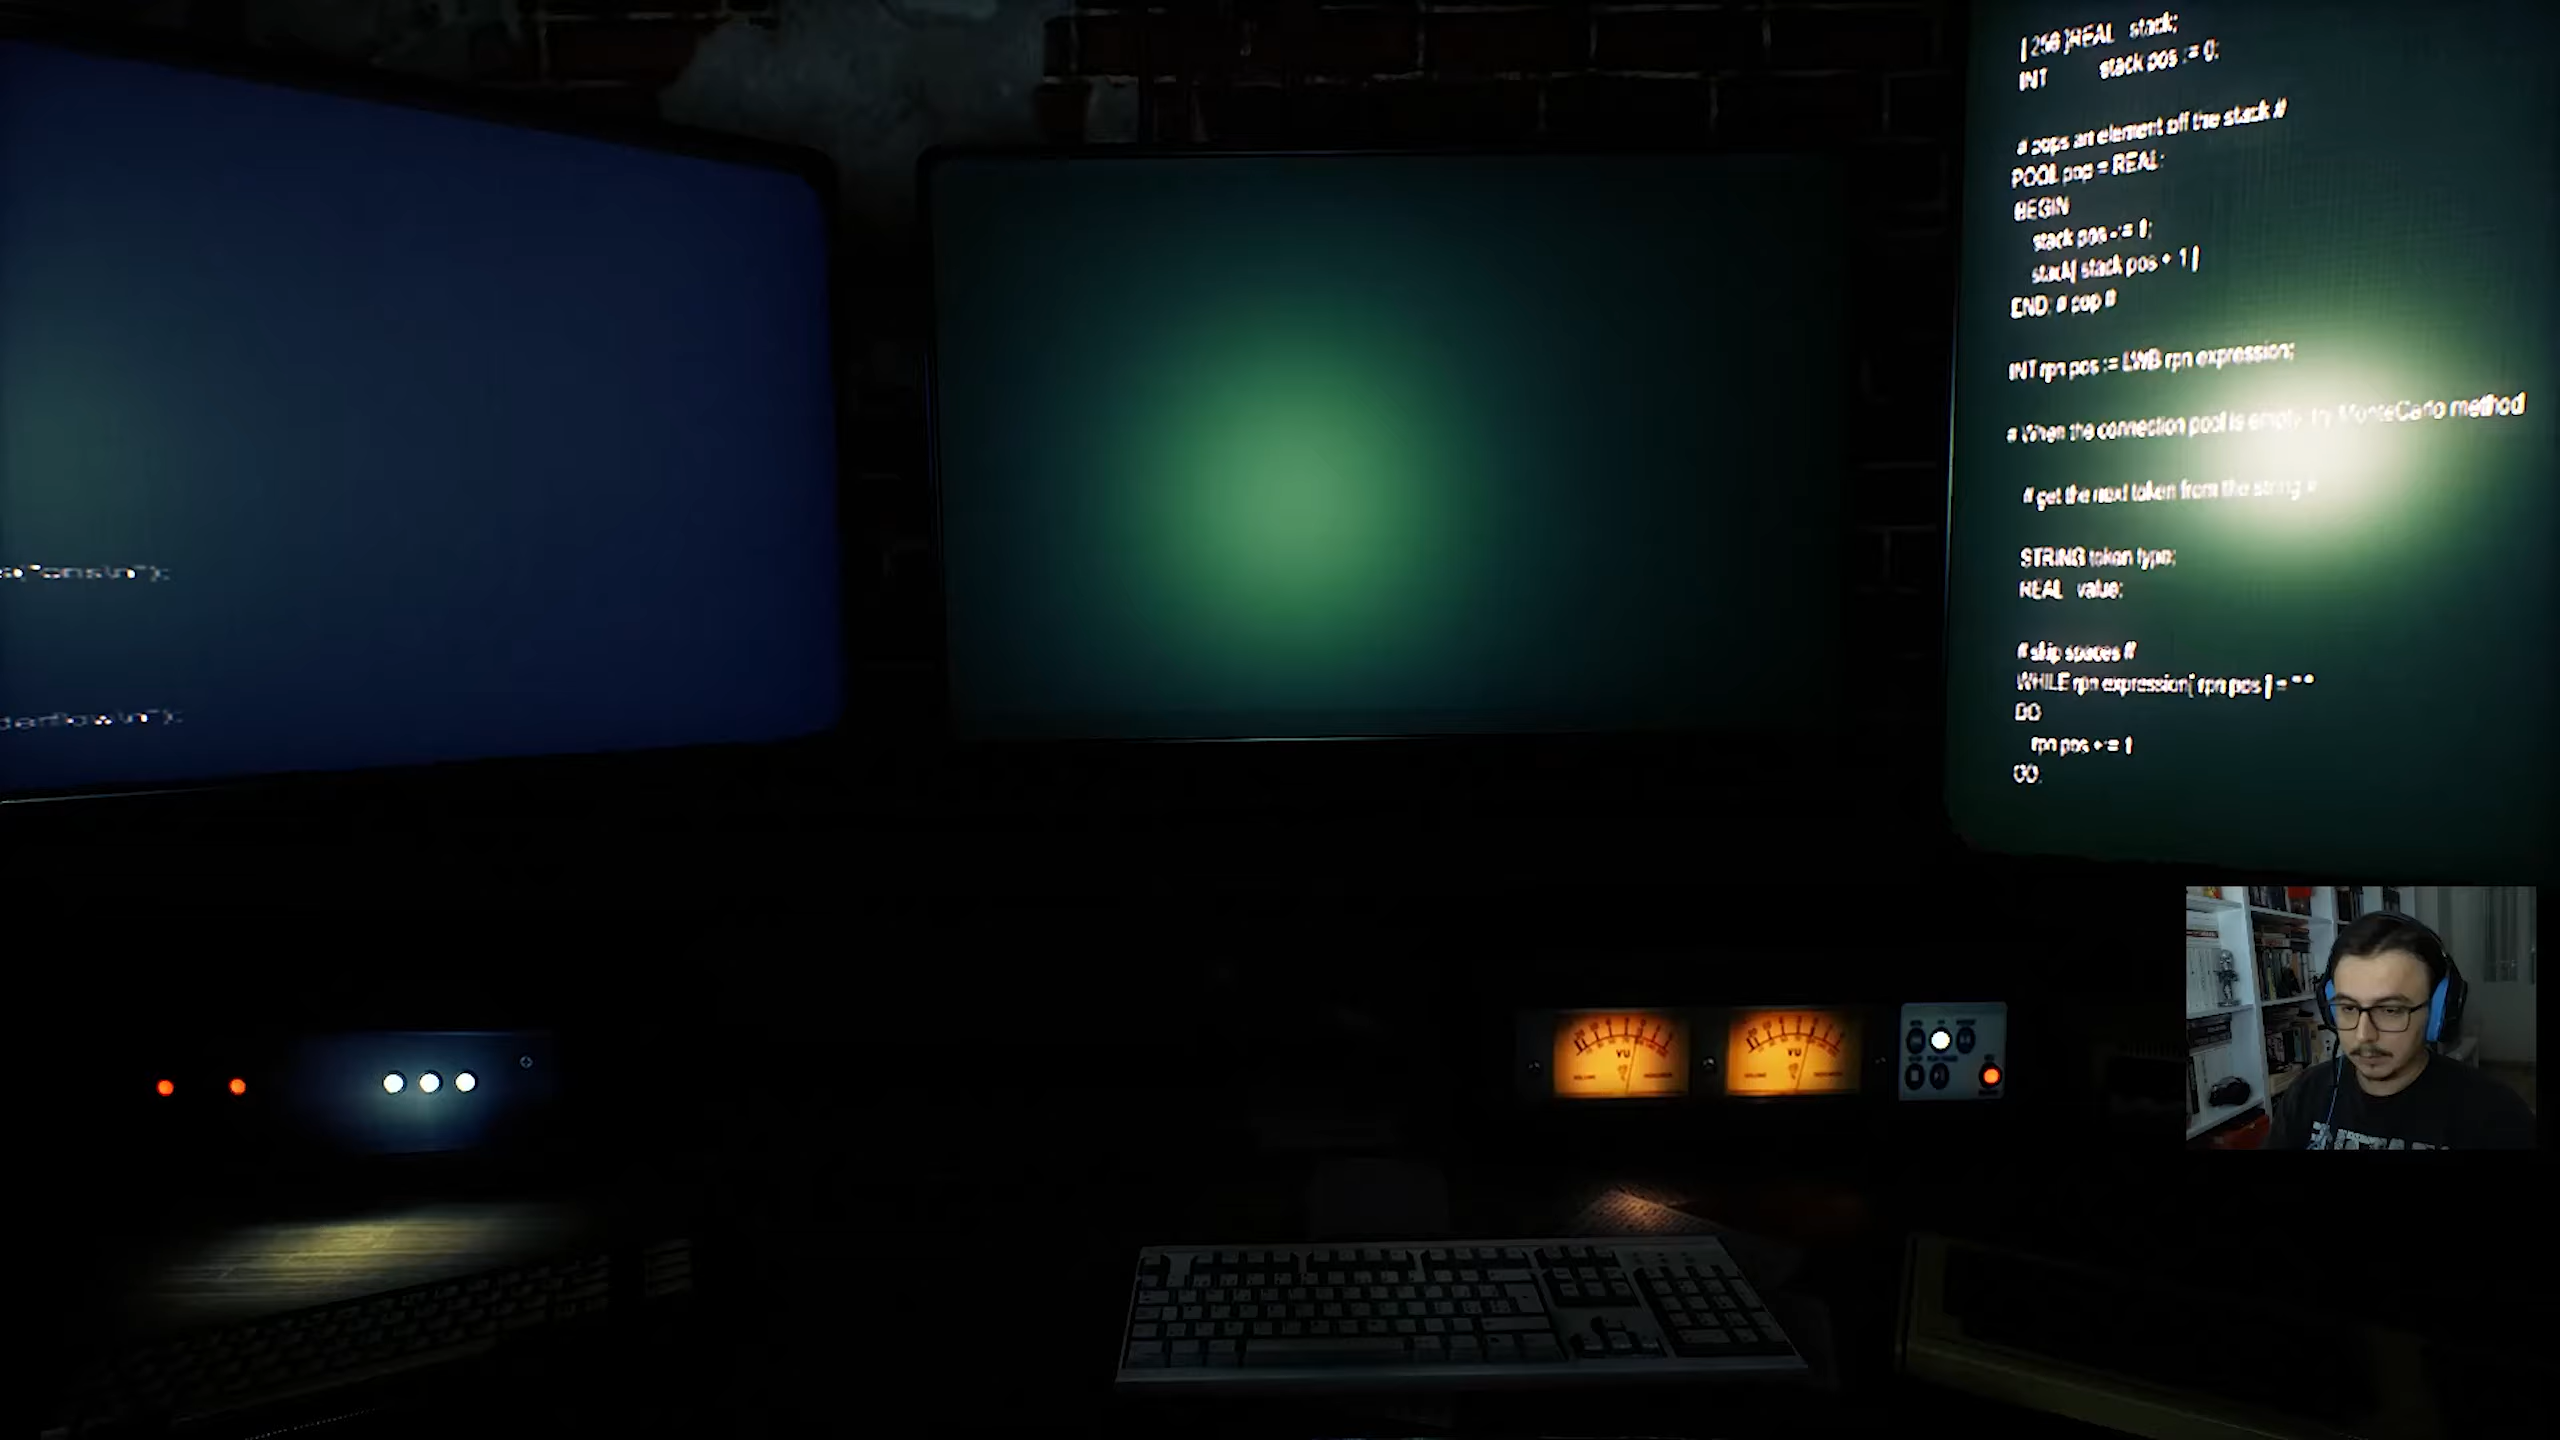 [ 256 ]REAL stack;
INT stack pos := 0;
# pops an element off the stack #
POOL pop = REAL:
BEGIN
stack pos -:= 1;
stack[ stack pos + 1 ]
END; # pop #
INT rpn pos := LWB rpn expression;
# When the connection pool is empty, try MonteCarlo method
# get the next token from the string #
STRING token type;
REAL value;
# skip spaces #
WHILE rpn expression[ rpn pos ] = " "
DO
rpn pos +:= 1
OD;
\n");
derflow\n");
VU
VU